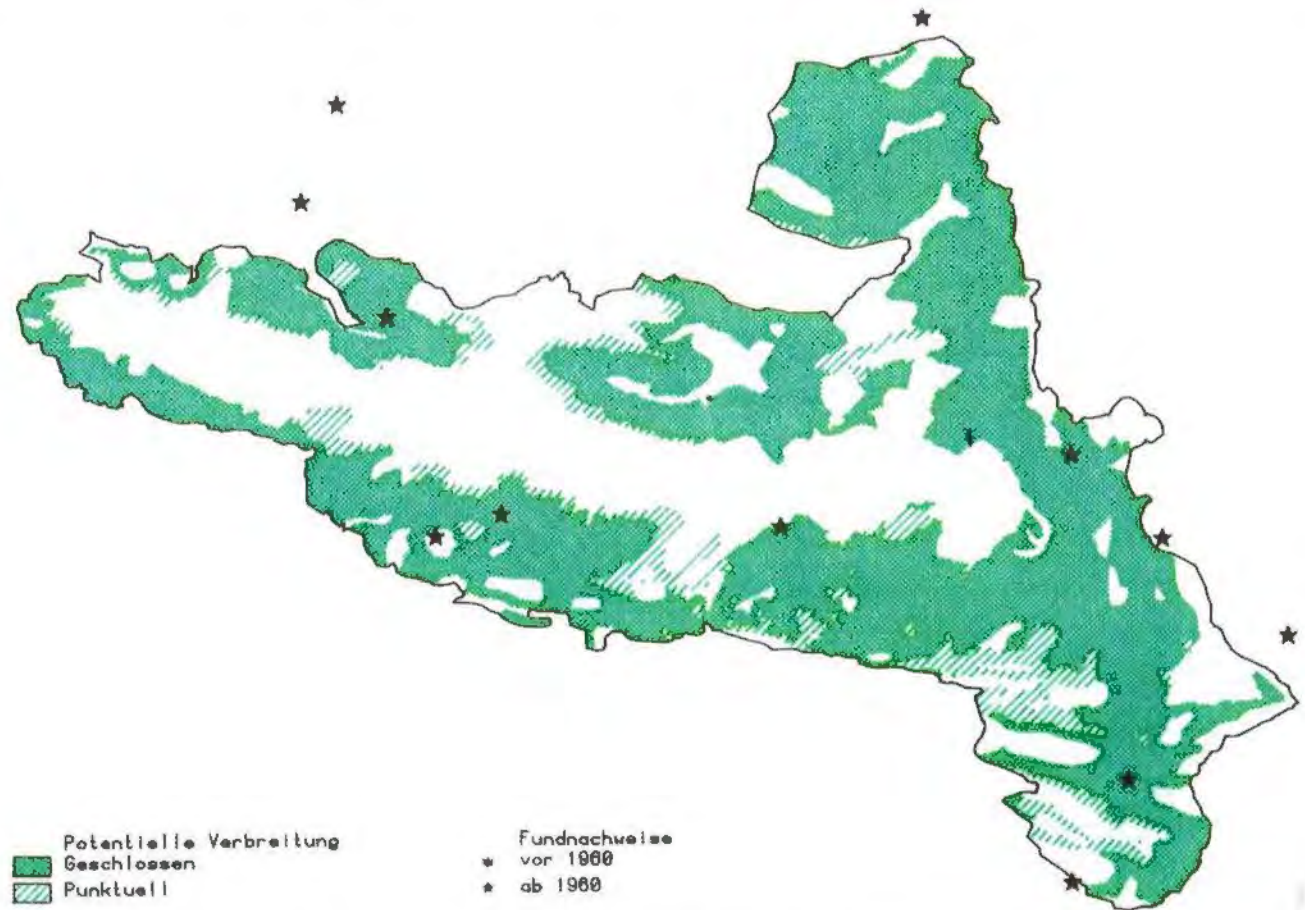 Potentielle Verbreitung
Geschlossen
Punktuell
Fundnachweise
vor 1960
ab 1960